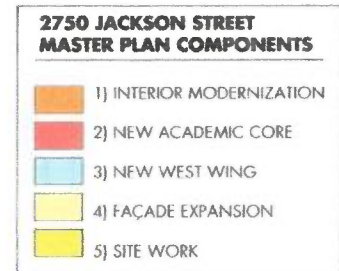 2750 JACKSON STREET
MASTER PLAN COMPONENTS
1) INTERIOR MODERNIZATION
2) NEW ACADEMIC CORE
3) NEW WEST WING
4) FAÇADE EXPANSION
5) SITE WORK